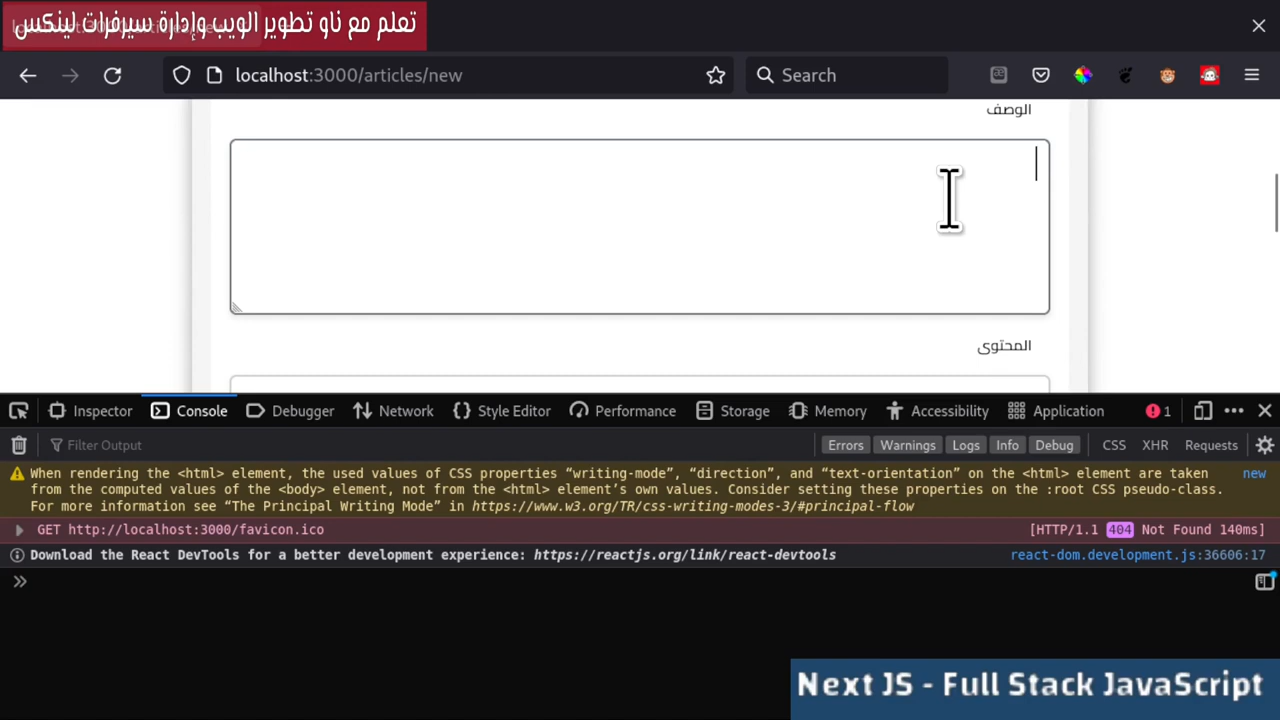 تعلم مع ناو تطوير الويب وإدارة سيرفرات لينكس
localhost:3000/articles/new
Search
الوصف
المحتوى
Inspector
Console
Debugger
Network
Style Editor
Performance
Storage
Memory
Accessibility
Application
1
Filter Output
Errors
Warnings
Logs
Info
Debug
CSS
XHR
Requests
When rendering the <html> element, the used values of CSS properties “writing-mode”, “direction”, and “text-orientation” on the <html> element are taken new
from the computed values of the <body> element, not from the <html> element’s own values. Consider setting these properties on the :root CSS pseudo-class.
For more information see “The Principal Writing Mode” in https://www.w3.org/TR/css-writing-modes-3/#principal-flow
GET http://localhost:3000/favicon.ico [HTTP/1.1 404 Not Found 140ms]
Download the React DevTools for a better development experience: https://reactjs.org/link/react-devtools react-dom.development.js:36606:17
Next JS - Full Stack JavaScript